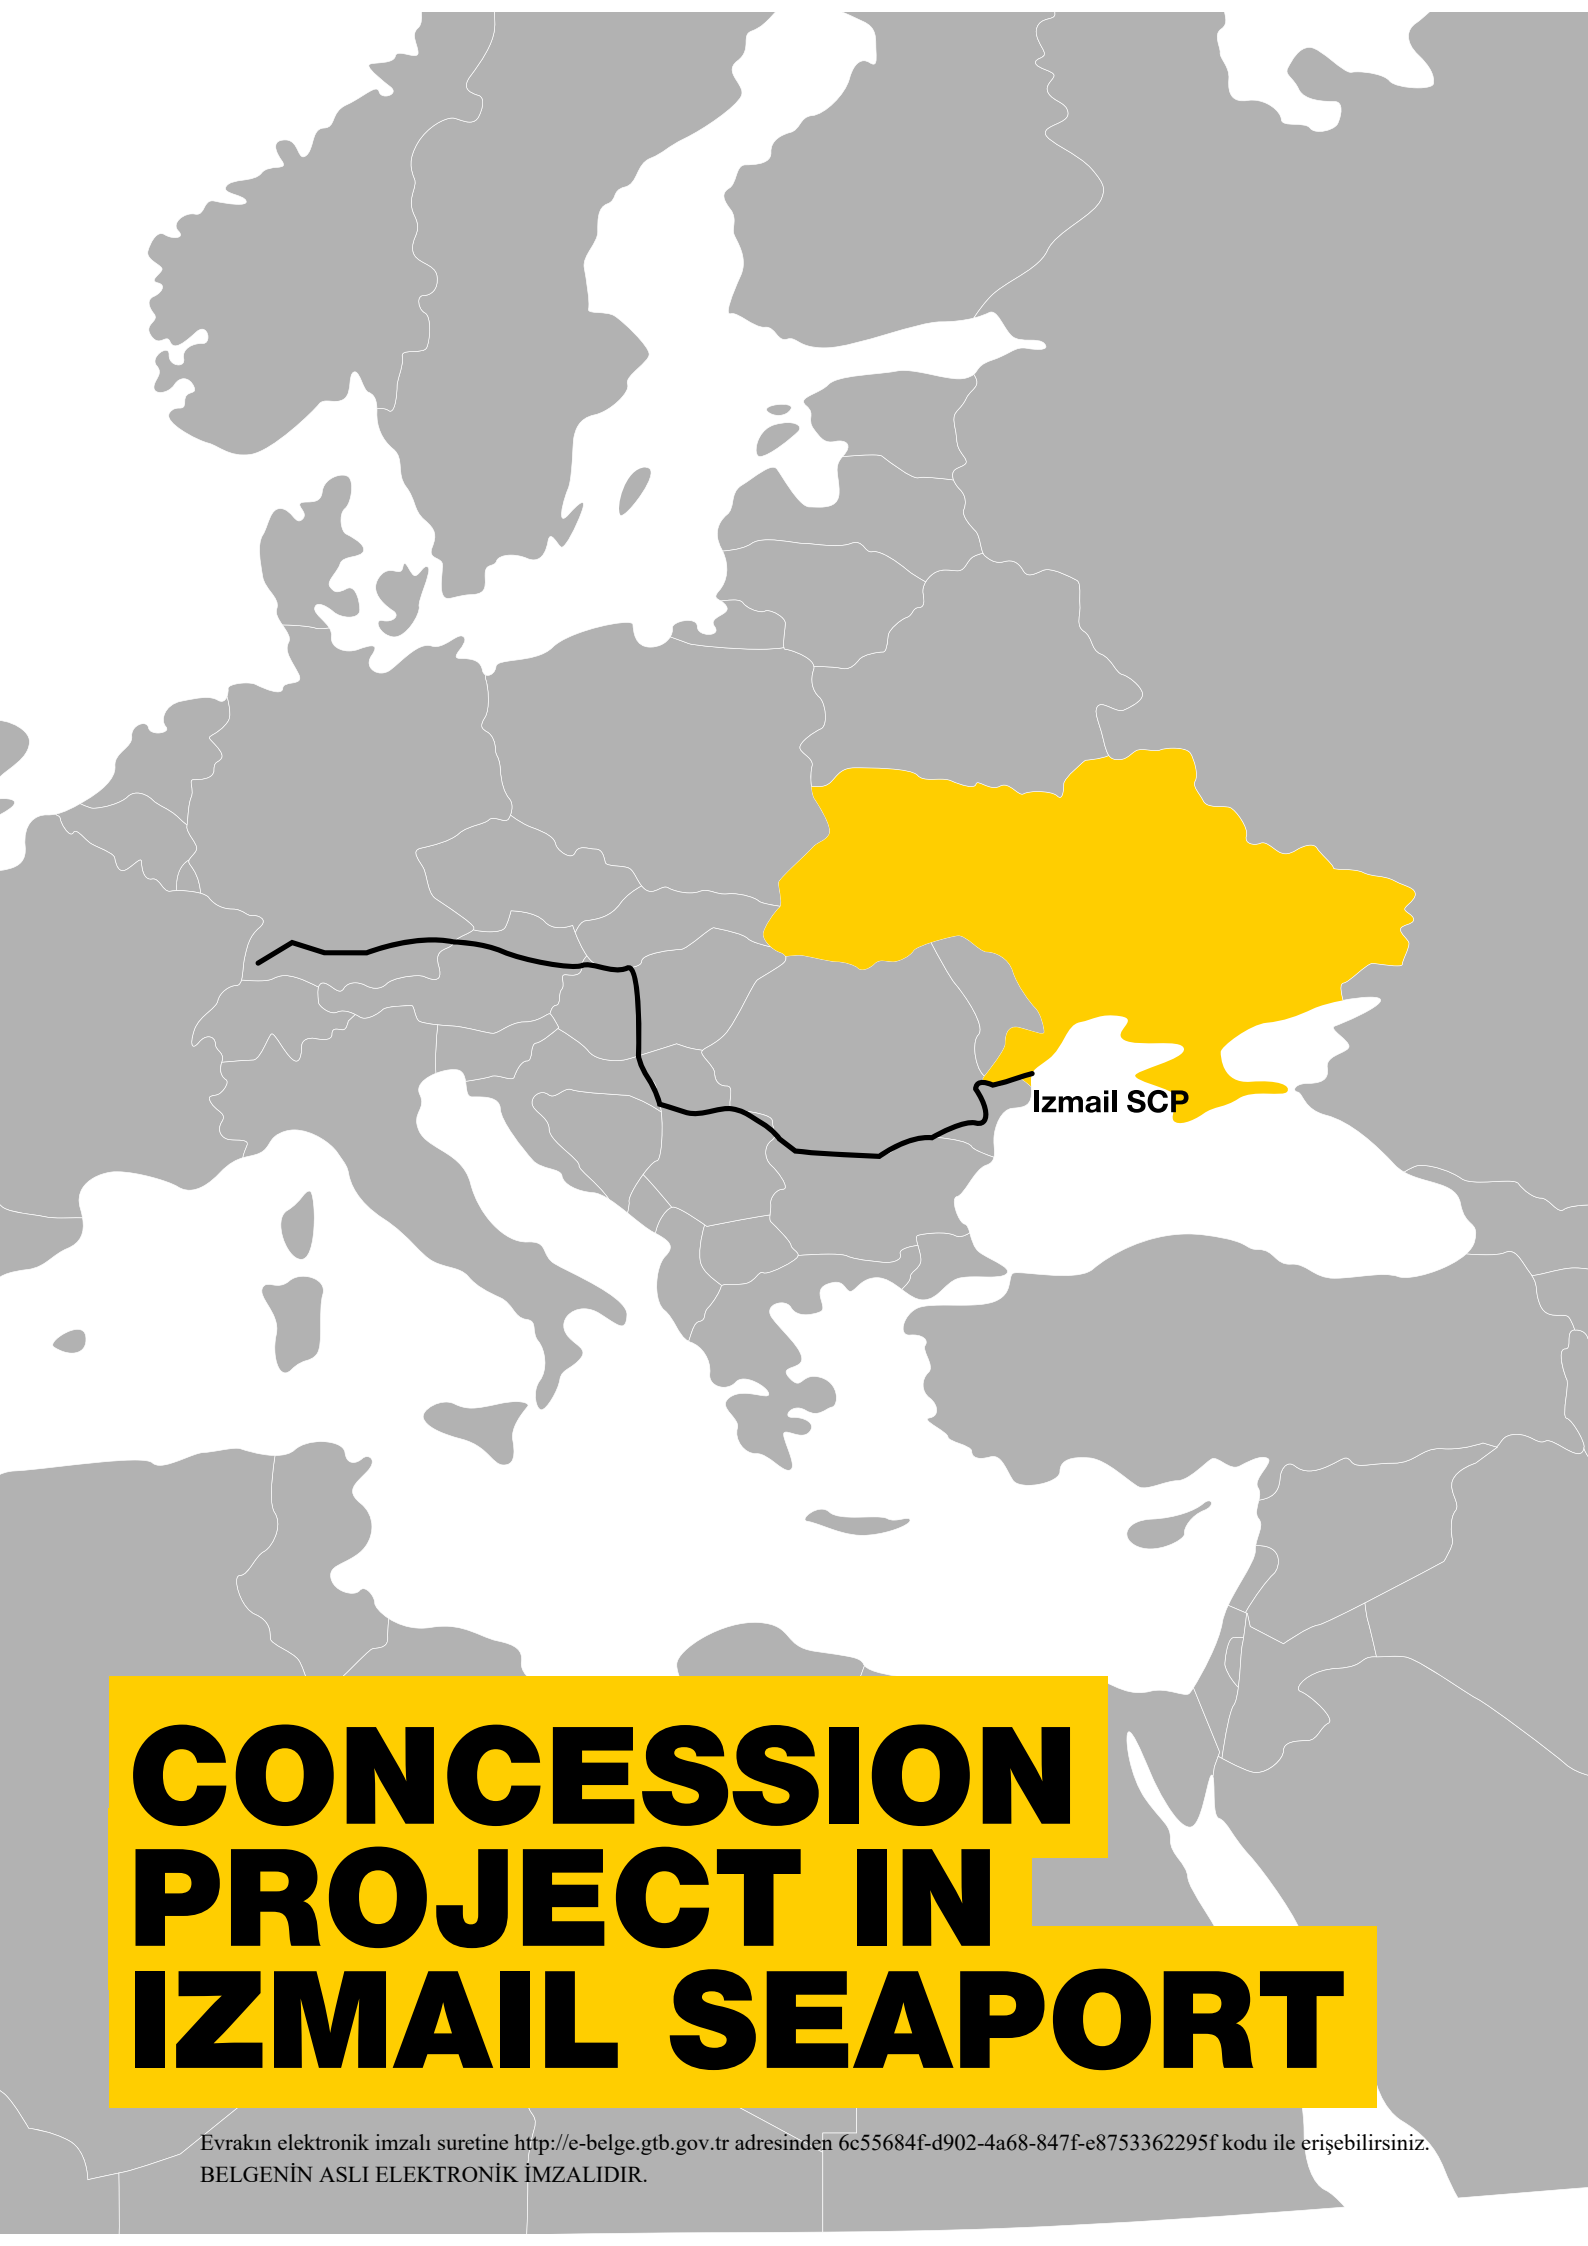 Izmail SCP
CONCESSION
PROJECT IN
IZMAIL SEAPORT
Evrakın elektronik imzalı suretine http://e-belge.gtb.gov.tr adresinden 6c55684f-d902-4a68-847f-e8753362295f kodu ile erişebilirsiniz.
BELGENİN ASLI ELEKTRONİK İMZALIDIR.